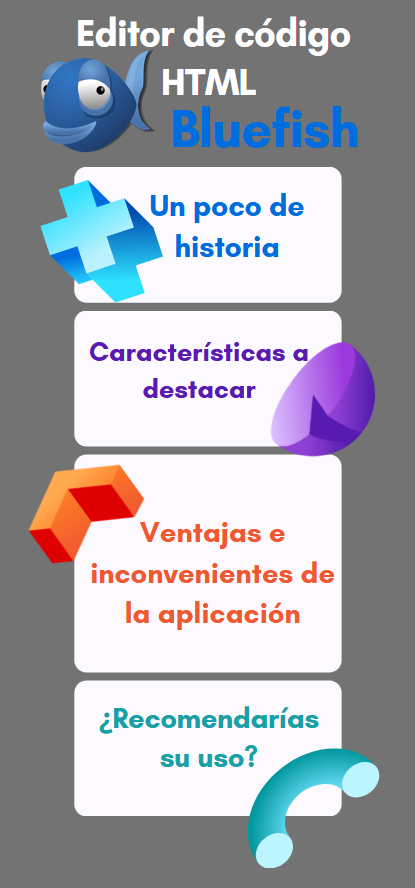 Editor de código
HTML
Bluefish
Un poco de
historia
Características a
destacar
Ventajas e
inconvenientes de
la aplicación
¿Recomendarías
su uso?